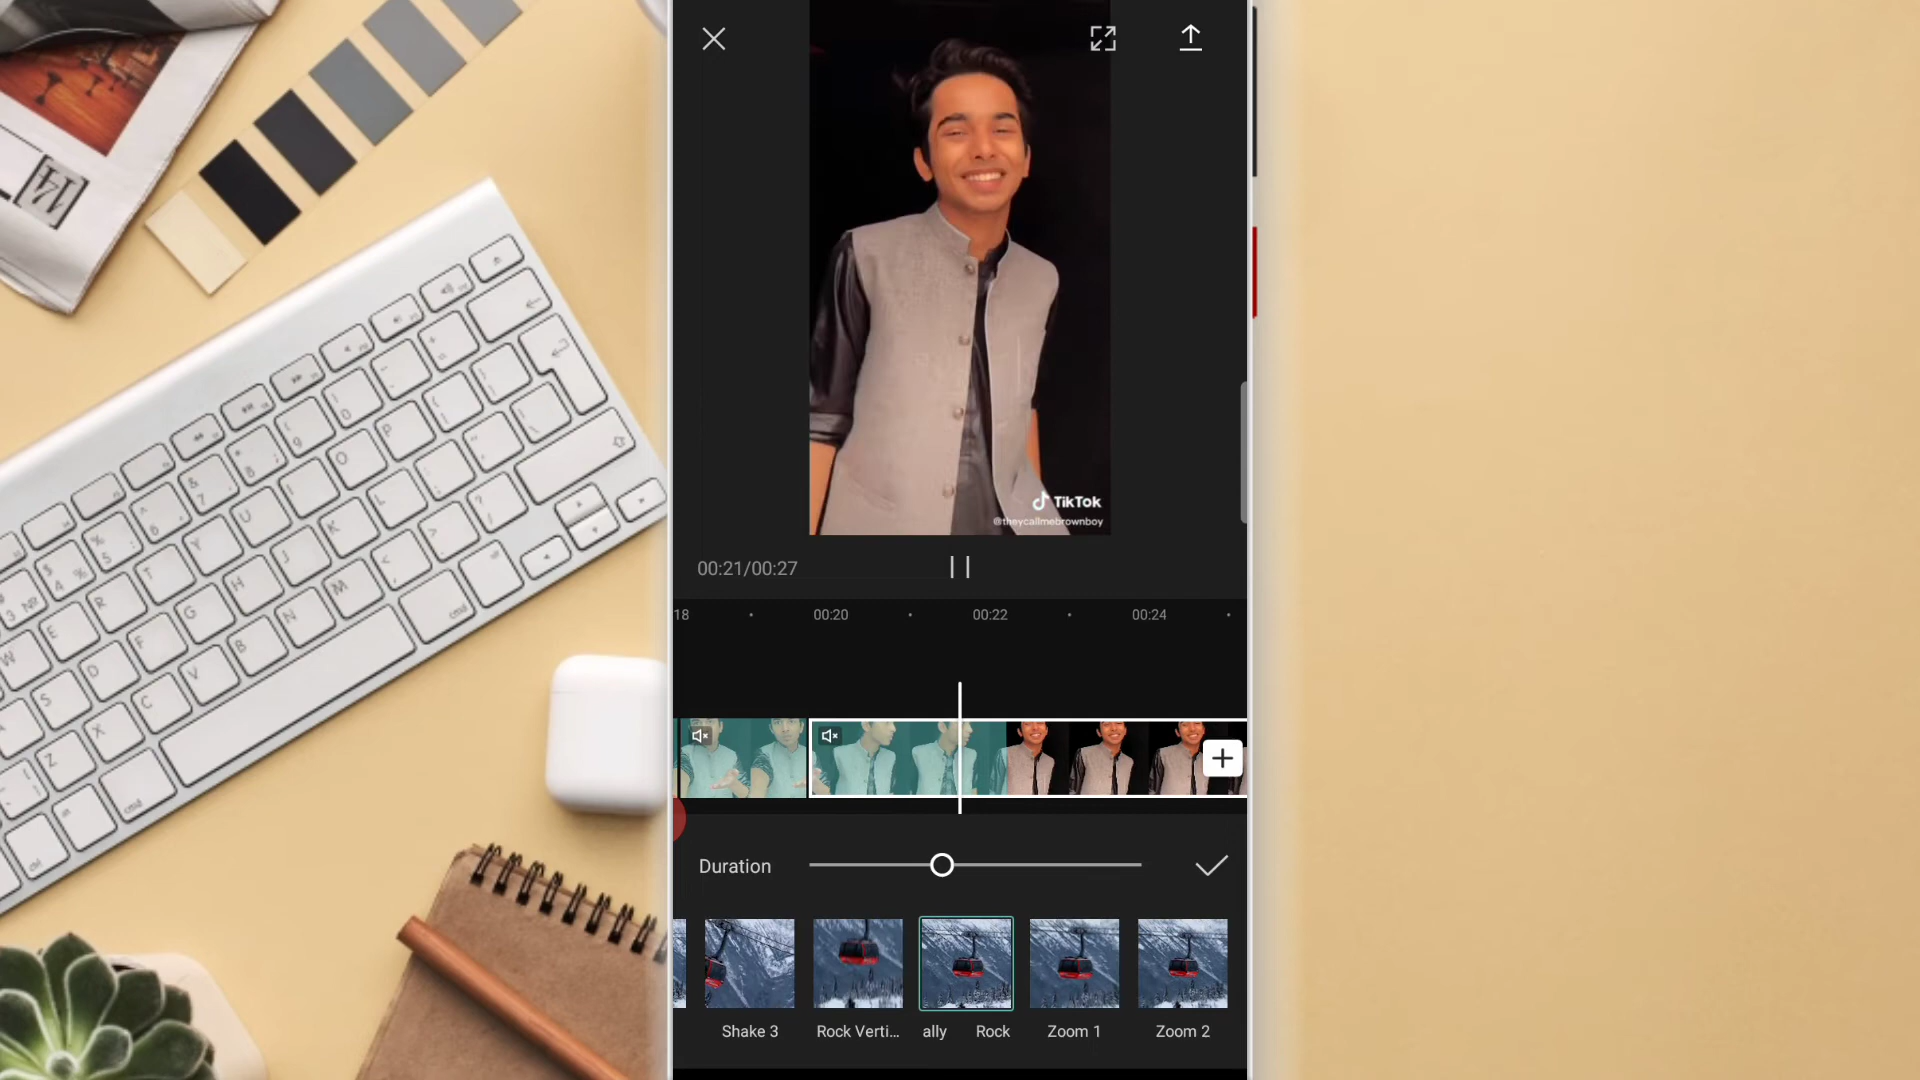 TikTok
@theycallmebrownboy
00:21/00:27
18 00:20 00:22 00:24
Duration
Shake 3 Rock Verti... ally Rock Zoom 1 Zoom 2